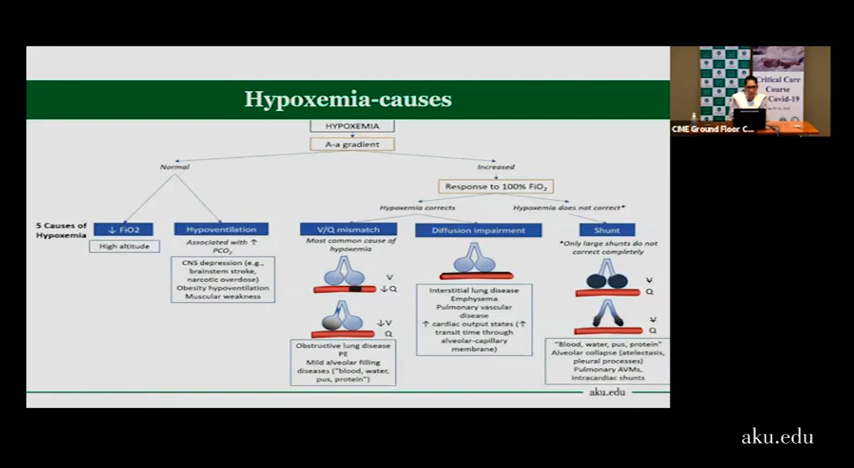 Hypoxemia-causes
HYPOXEMIA
A-a gradient
Normal
Increased
Response to 100% FiO₂
Hypoxemia corrects
Hypoxemia does not correct*
5 Causes of
Hypoxemia
↓ FiO2
High altitude
Hypoventilation
Associated with ↑
PCO₂
CNS depression (e.g.,
brainstem stroke,
narcotic overdose)
Obesity hypoventilation
Muscular weakness
V/Q mismatch
Most common cause of
hypoxemia
V
↓Q
↓V
Q
Obstructive lung disease
PE
Mild alveolar filling
diseases ("blood, water,
pus, protein")
Diffusion impairment
Interstitial lung disease
Emphysema
Pulmonary vascular
disease
↑ cardiac output states (↑
transit time through
alveolar-capillary
membrane)
Shunt
*Only large shunts do not
correct completely
V
Q
V
Q
"Blood, water, pus, protein"
Alveolar collapse (atelectasis,
pleural processes)
Pulmonary AVMs,
intracardiac shunts
aku.edu
Critical Care
Course
Covid-19
CIME Ground Floor C...
aku.edu